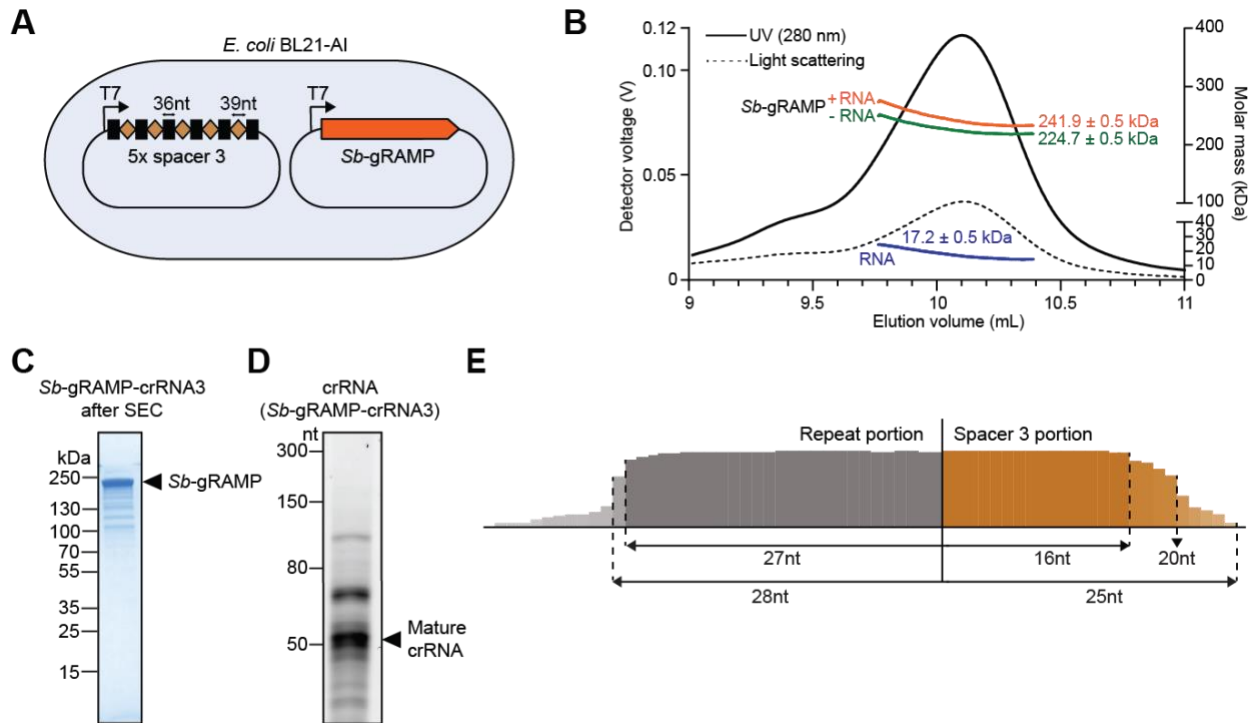 A
E. coli BL21-AI
T7
36nt
39nt
T7
5x spacer 3
Sb-gRAMP
B
UV (280 nm)
Light scattering
Sb-gRAMP
+ RNA
- RNA
241.9 ± 0.5 kDa
224.7 ± 0.5 kDa
17.2 ± 0.5 kDa
RNA
Detector voltage (V)
0.12
0.10
0.05
0
Molar mass (kDa)
400
300
200
100
40
30
20
10
0
9
9.5
10
10.5
11
Elution volume (mL)
C
Sb-gRAMP-crRNA3
after SEC
kDa
250
130
100
70
55
35
25
15
Sb-gRAMP
D
crRNA
(Sb-gRAMP-crRNA3)
nt
300
150
80
50
Mature
crRNA
E
Repeat portion
Spacer 3 portion
27nt
16nt
20nt
28nt
25nt